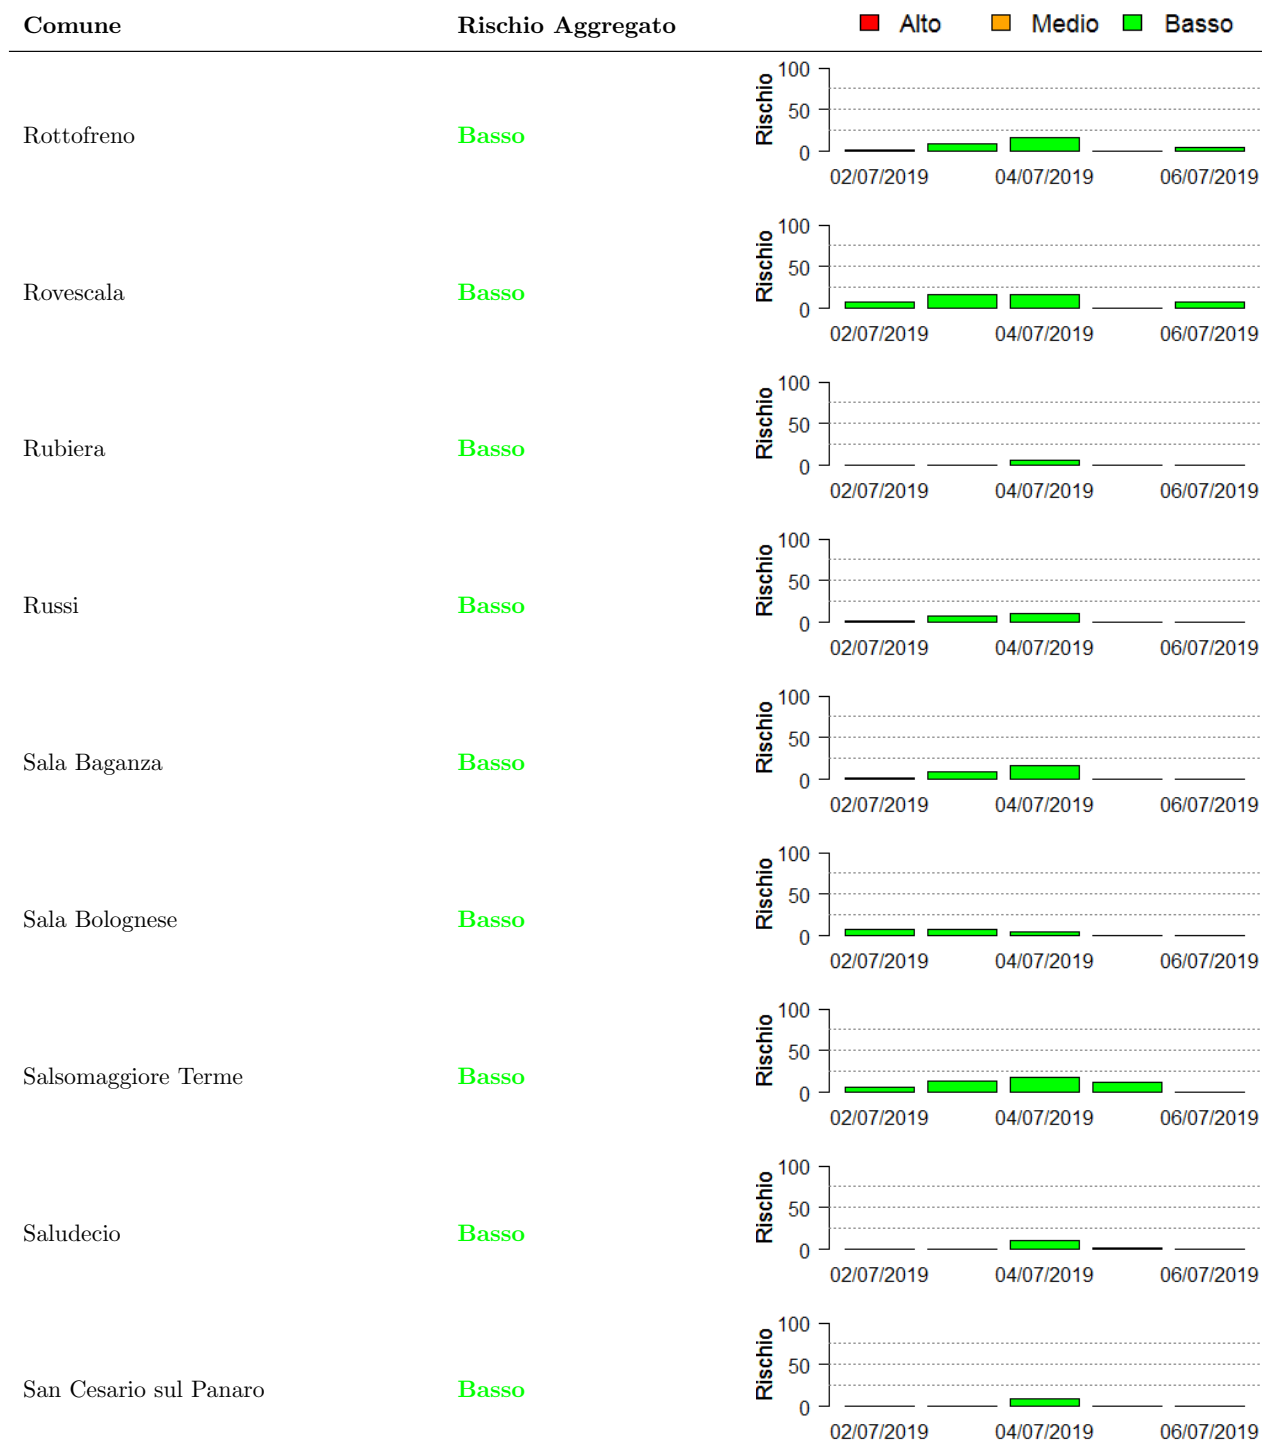 Comune Rischio Aggregato Alto Medio Basso
Rottofreno Basso
Rischio
100
50
0
02/07/2019 04/07/2019 06/07/2019
Rovescala Basso
Rischio
100
50
0
02/07/2019 04/07/2019 06/07/2019
Rubiera Basso
Rischio
100
50
0
02/07/2019 04/07/2019 06/07/2019
Russi Basso
Rischio
100
50
0
02/07/2019 04/07/2019 06/07/2019
Sala Baganza Basso
Rischio
100
50
0
02/07/2019 04/07/2019 06/07/2019
Sala Bolognese Basso
Rischio
100
50
0
02/07/2019 04/07/2019 06/07/2019
Salsomaggiore Terme Basso
Rischio
100
50
0
02/07/2019 04/07/2019 06/07/2019
Saludecio Basso
Rischio
100
50
0
02/07/2019 04/07/2019 06/07/2019
San Cesario sul Panaro Basso
Rischio
100
50
0
02/07/2019 04/07/2019 06/07/2019